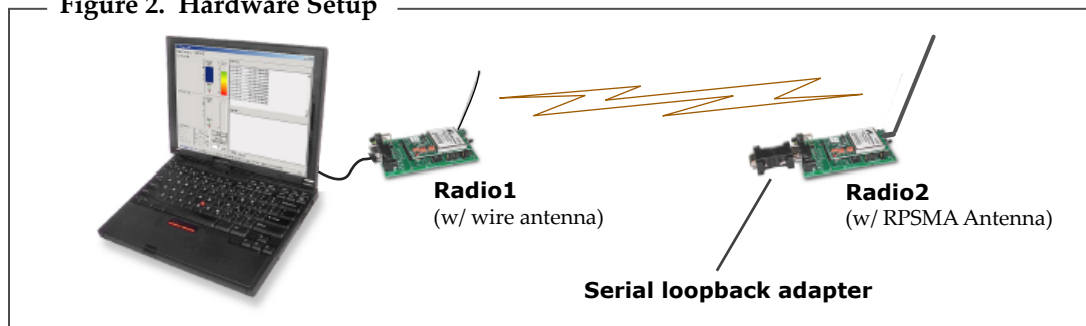 Figure 2. Hardware Setup
Radio1
(w/ wire antenna)
Radio2
(w/ RPSMA Antenna)
Serial loopback adapter